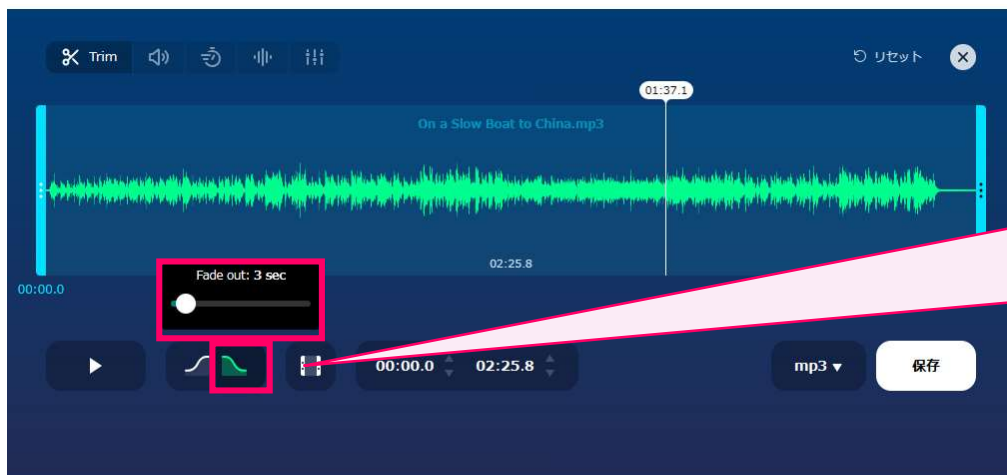 Trim
リセット
01:37.1
On a Slow Boat to China.mp3
02:25.8
00:00.0
Fade out: 3 sec
00:00.0 02:25.8 mp3 保存